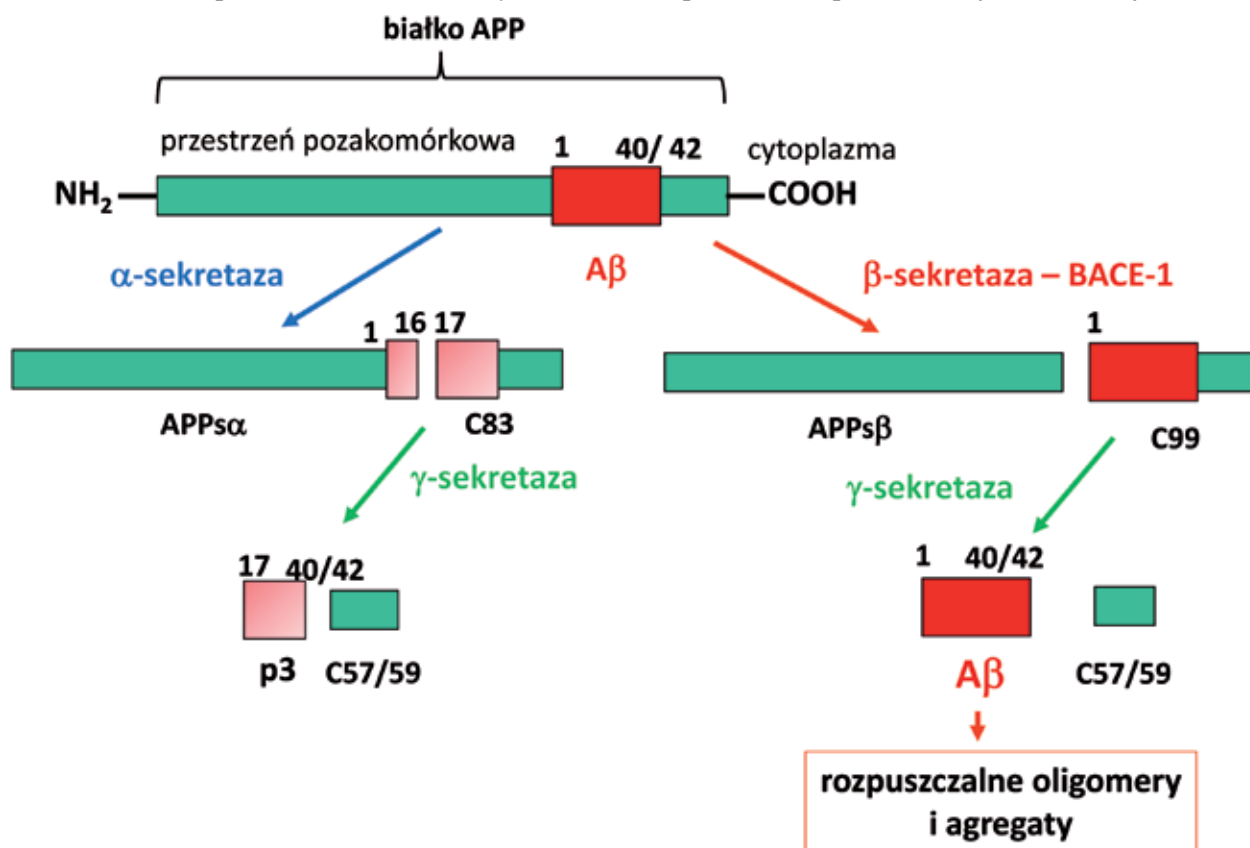 białko APP
przestrzeń pozakomórkowa
1
40/ 42
cytoplazma
NH₂
COOH
α-sekretaza
Aβ
β-sekretaza – BACE-1
1
16
17
1
APPsα
C83
APPsβ
C99
γ-sekretaza
γ-sekretaza
17
40/42
1
40/42
p3
C57/59
Aβ
C57/59
rozpuszczalne oligomery
i agregaty